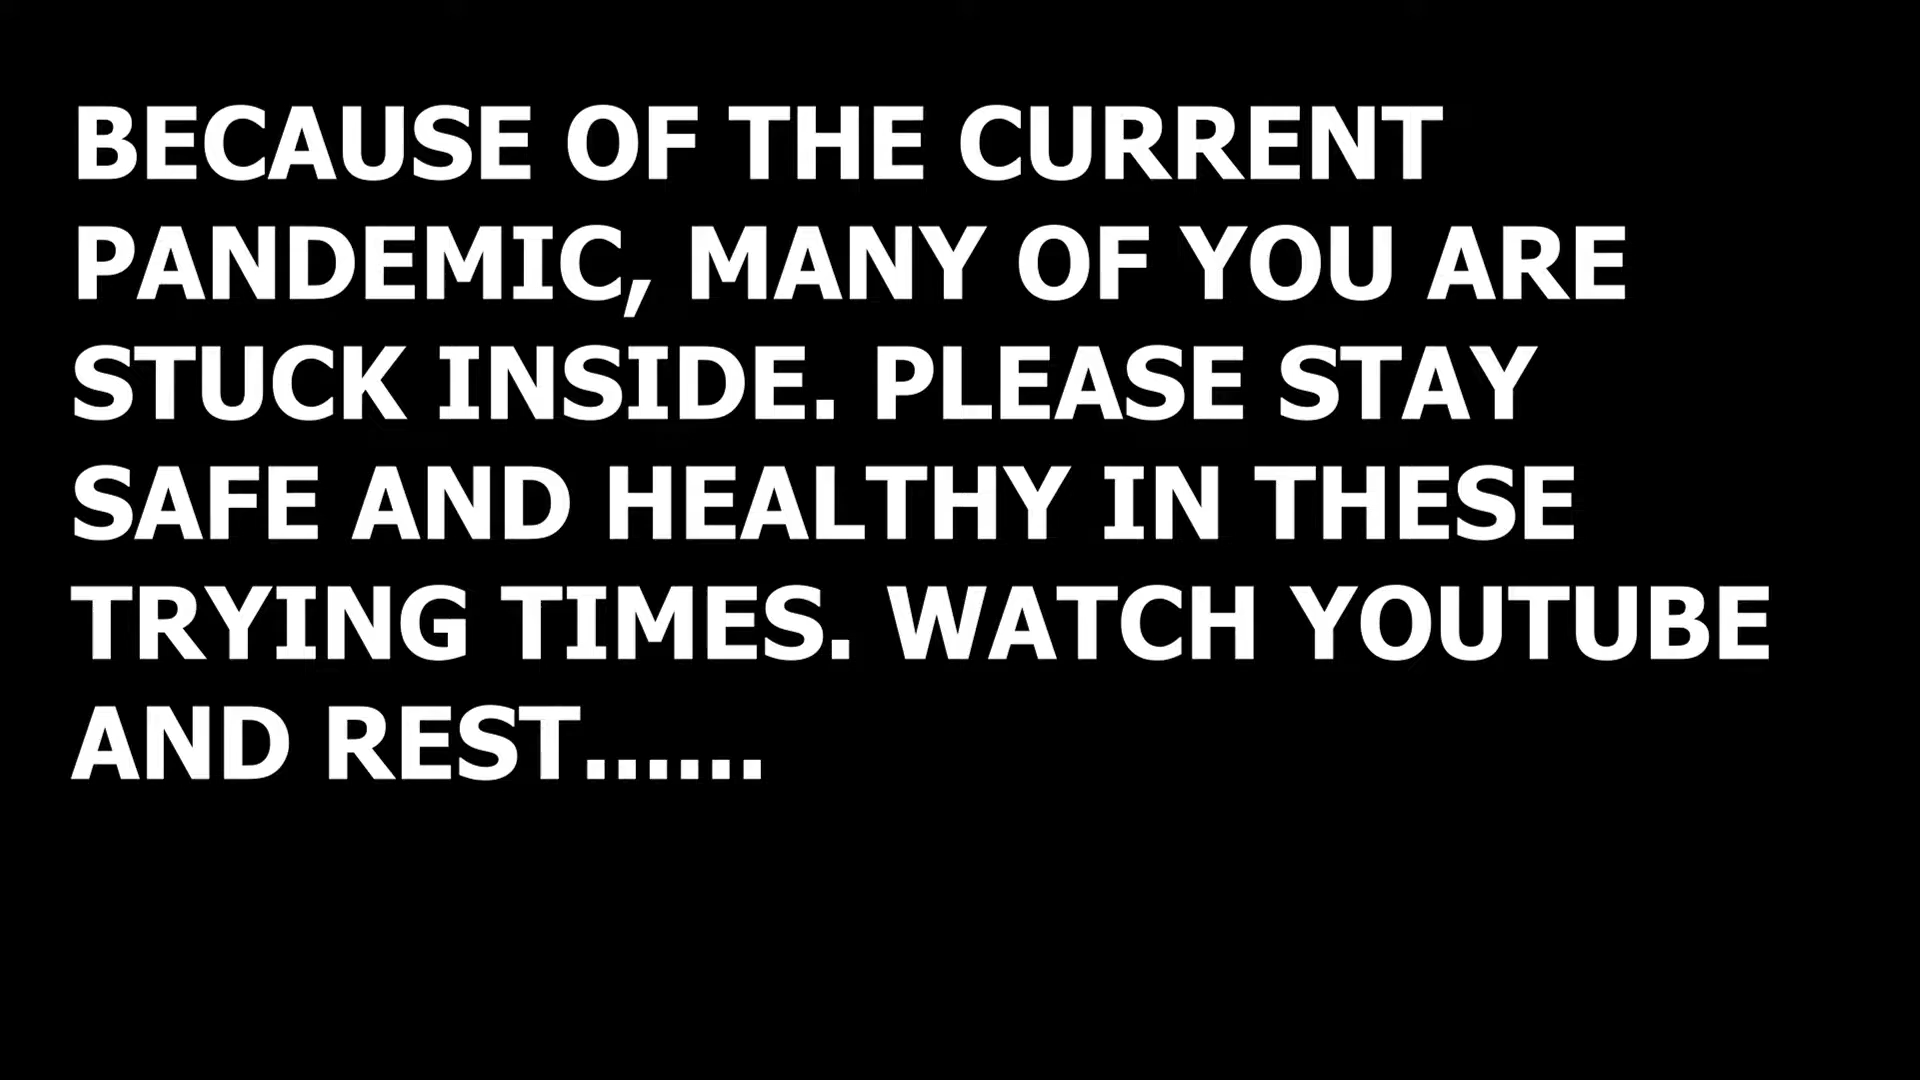 BECAUSE OF THE CURRENT
PANDEMIC, MANY OF YOU ARE
STUCK INSIDE. PLEASE STAY
SAFE AND HEALTHY IN THESE
TRYING TIMES. WATCH YOUTUBE
AND REST......